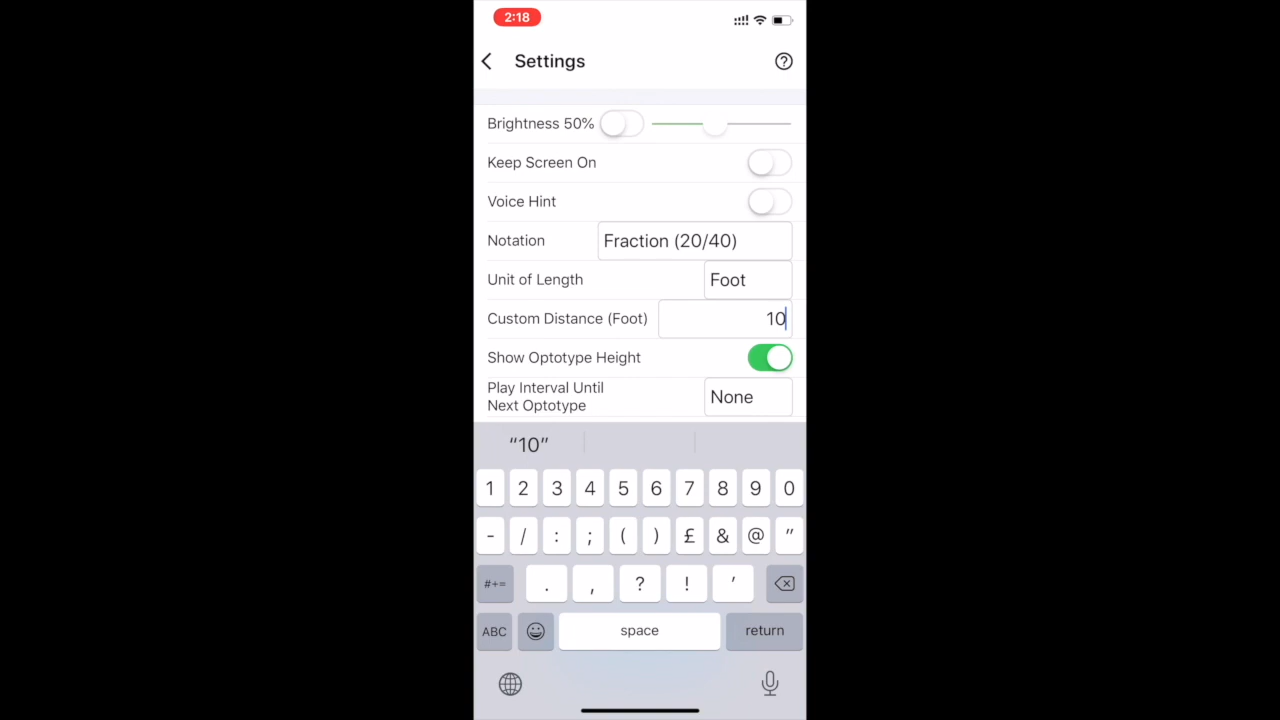 2:18
Settings
Brightness 50%
Keep Screen On
Voice Hint
Notation Fraction (20/40)
Unit of Length Foot
Custom Distance (Foot) 10
Show Optotype Height
Play Interval Until
Next Optotype None
“10”
1 2 3 4 5 6 7 8 9 0
- / : ; ( ) £ & @ "
#+= . , ? ! ’
ABC space return